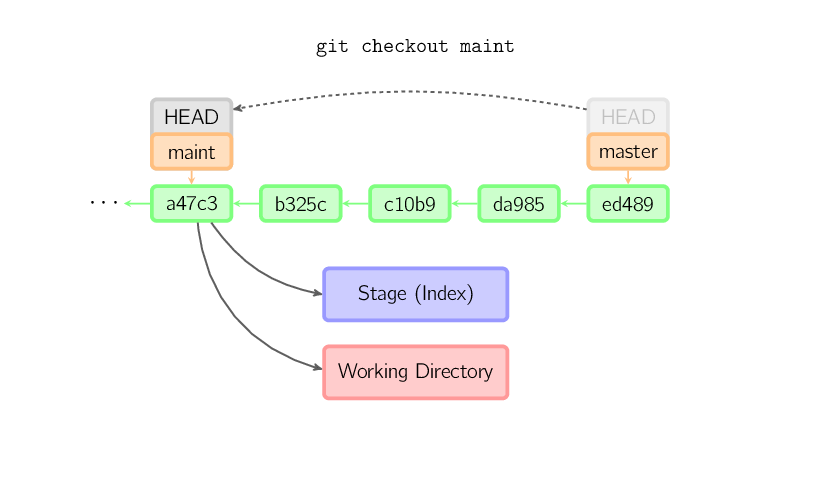 git checkout maint
HEAD
HEAD
maint
master
... a47c3 b325c c10b9 da985 ed489
Stage (Index)
Working Directory